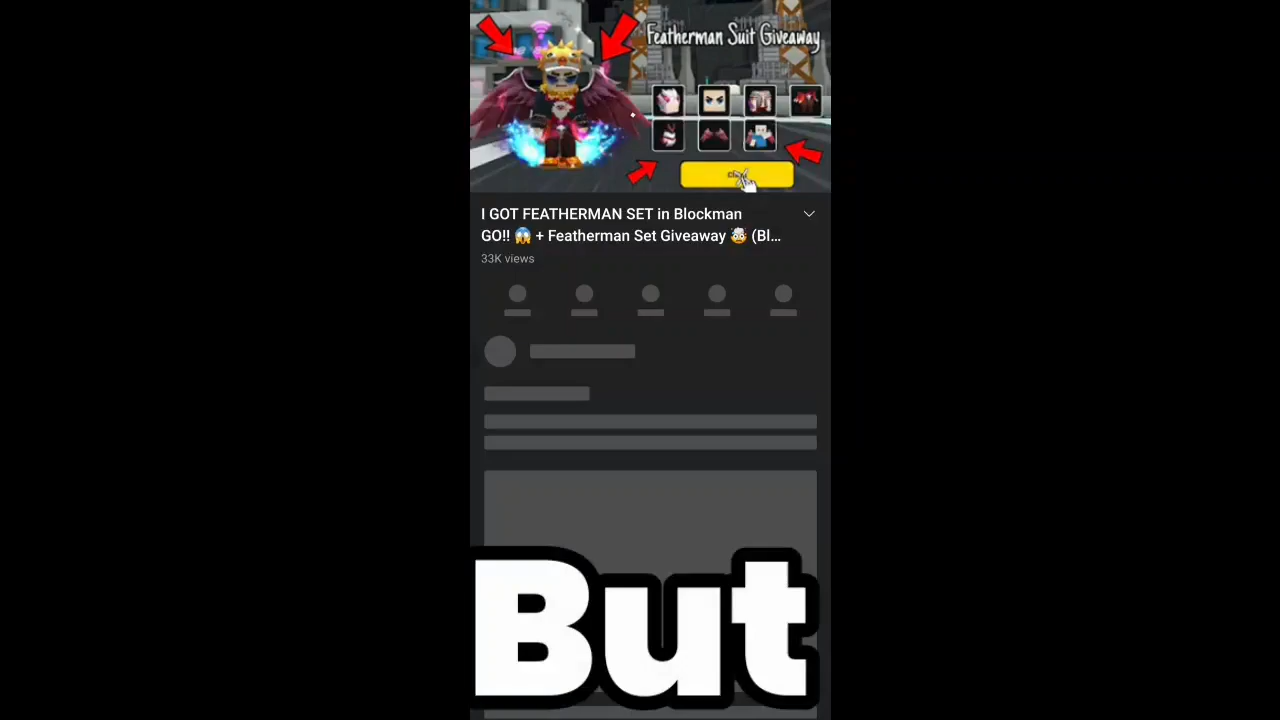 Featherman Suit Giveaway
I GOT FEATHERMAN SET in Blockman
GO!! 😱 + Featherman Set Giveaway 🤯 (Bl...
33K views
But